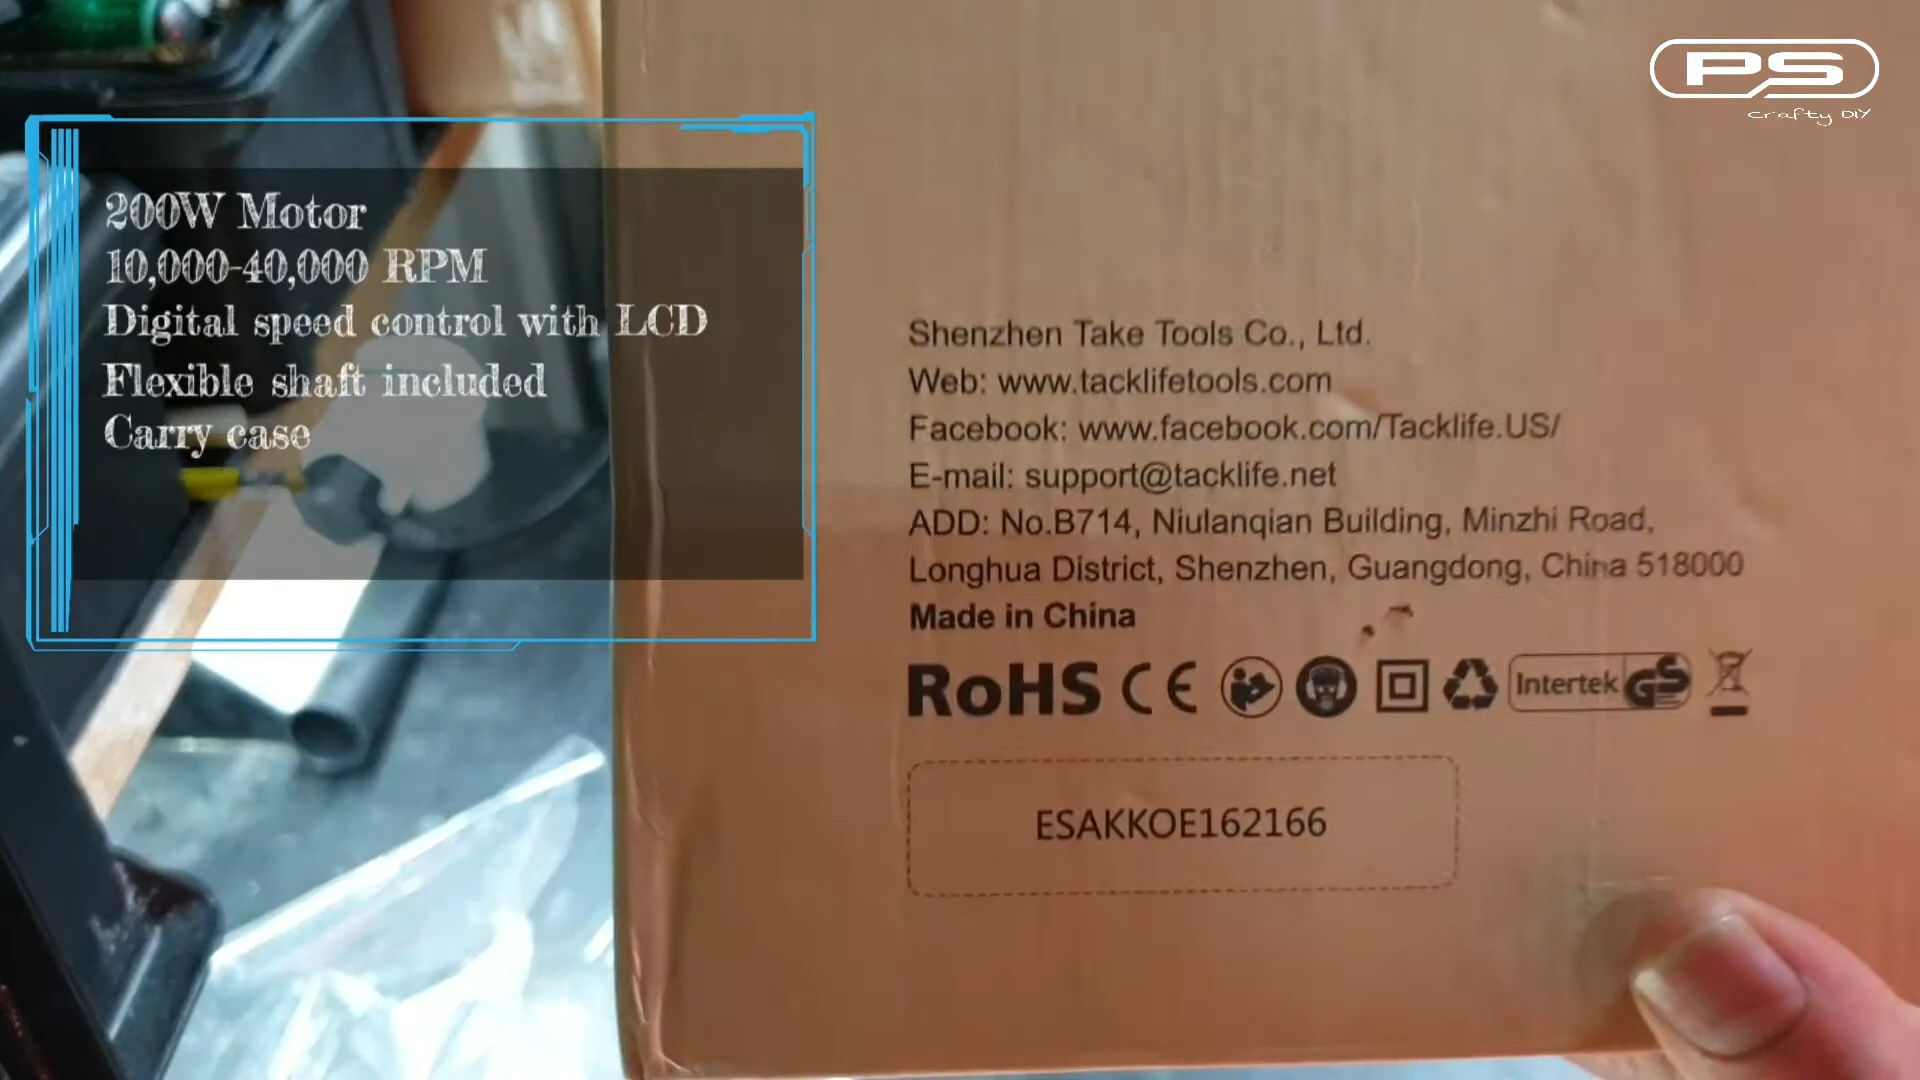 PS
Crafty DIY
200W Motor
10,000-40,000 RPM
Digital speed control with LCD
Flexible shaft included
Carry case
Shenzhen Take Tools Co., Ltd.
Web: www.tacklifetools.com
Facebook: www.facebook.com/Tacklife.US/
E-mail: support@tacklife.net
ADD: No.B714, Niulanqian Building, Minzhi Road,
Longhua District, Shenzhen, Guangdong, China 518000
Made in China
RoHS CE Intertek GS
ESAKKOE162166